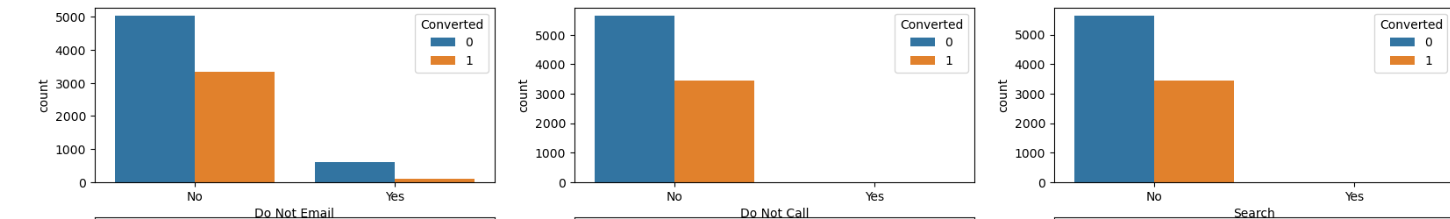 Converted
0
1
count
5000
4000
3000
2000
1000
0
No
Yes
Do Not Email
Converted
0
1
count
5000
4000
3000
2000
1000
0
No
Yes
Do Not Call
Converted
0
1
count
5000
4000
3000
2000
1000
0
No
Yes
Search